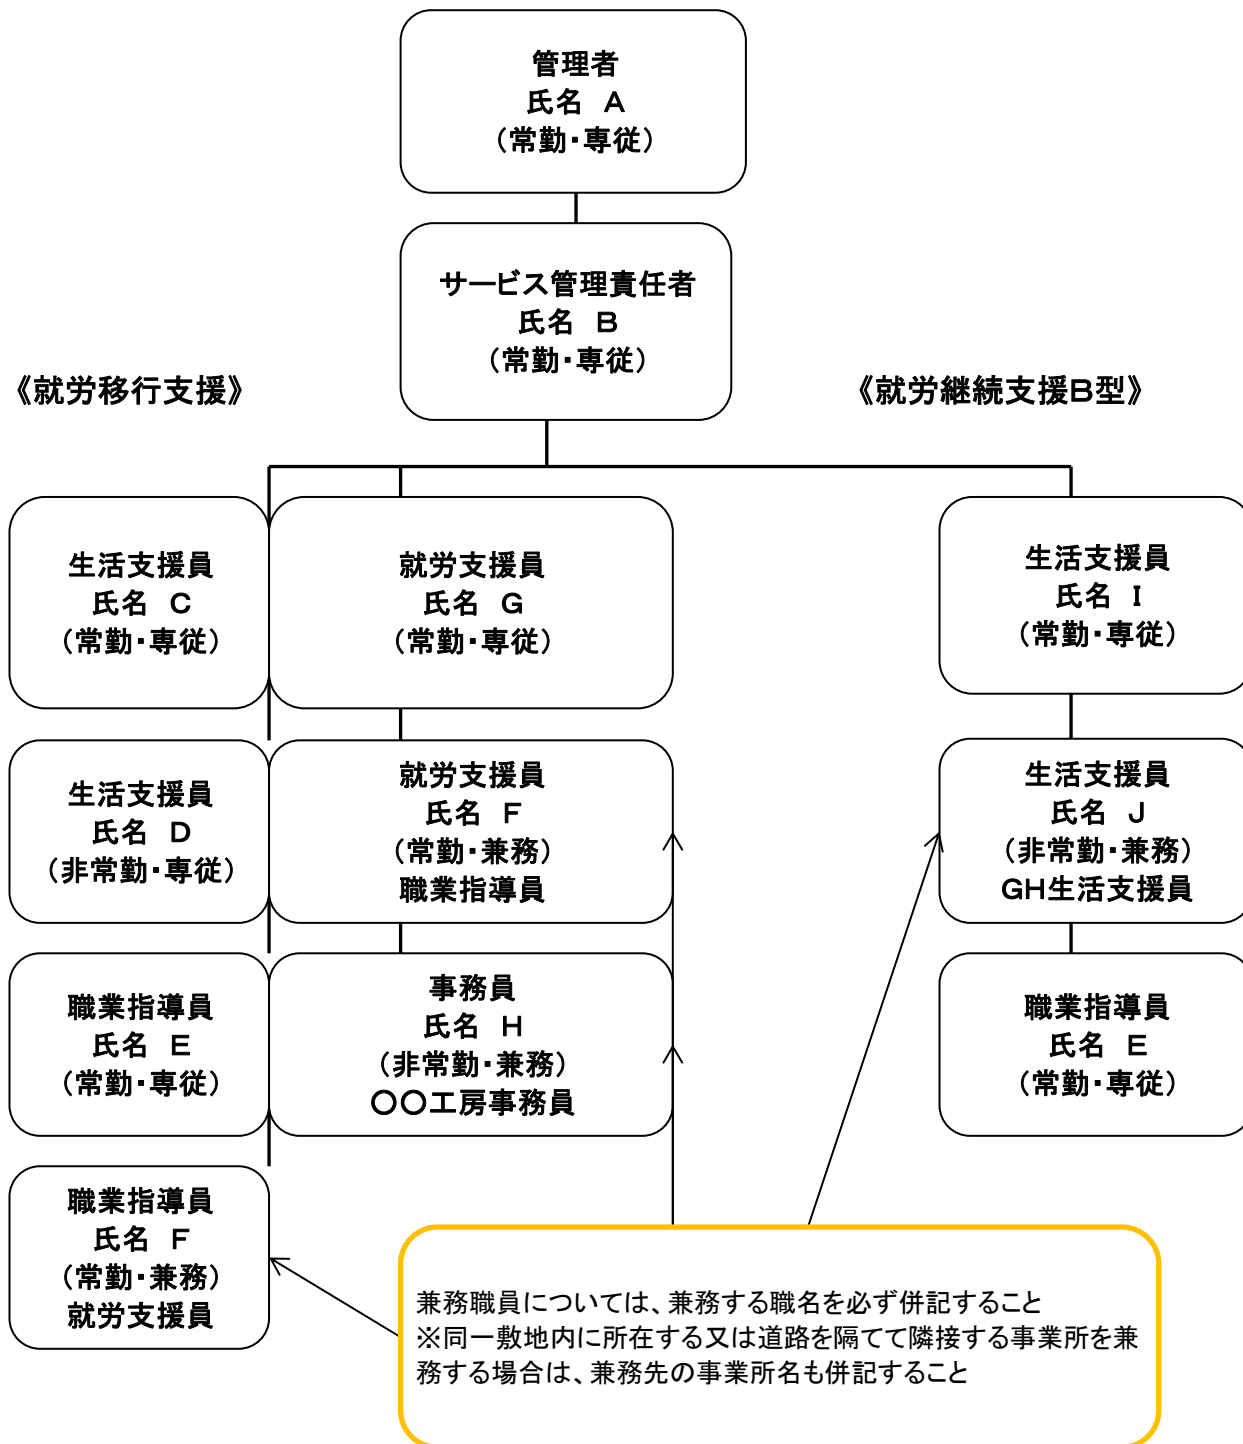 管理者
氏名　A
（常勤・専従）
サービス管理責任者
氏名　B
（常勤・専従）
《就労移行支援》
《就労継続支援B型》
生活支援員
氏名　C
（常勤・専従）
就労支援員
氏名　G
（常勤・専従）
生活支援員
氏名　I
（常勤・専従）
生活支援員
氏名　D
（非常勤・専従）
就労支援員
氏名　F
（常勤・兼務）
職業指導員
生活支援員
氏名　J
（非常勤・兼務）
GH生活支援員
職業指導員
氏名　E
（常勤・専従）
事務員
氏名　H
（非常勤・兼務）
〇〇工房事務員
職業指導員
氏名　E
（常勤・専従）
職業指導員
氏名　F
（常勤・兼務）
就労支援員
兼務職員については、兼務する職名を必ず併記すること
※同一敷地内に所在する又は道路を隔てて隣接する事業所を兼
務する場合は、兼務先の事業所名も併記すること